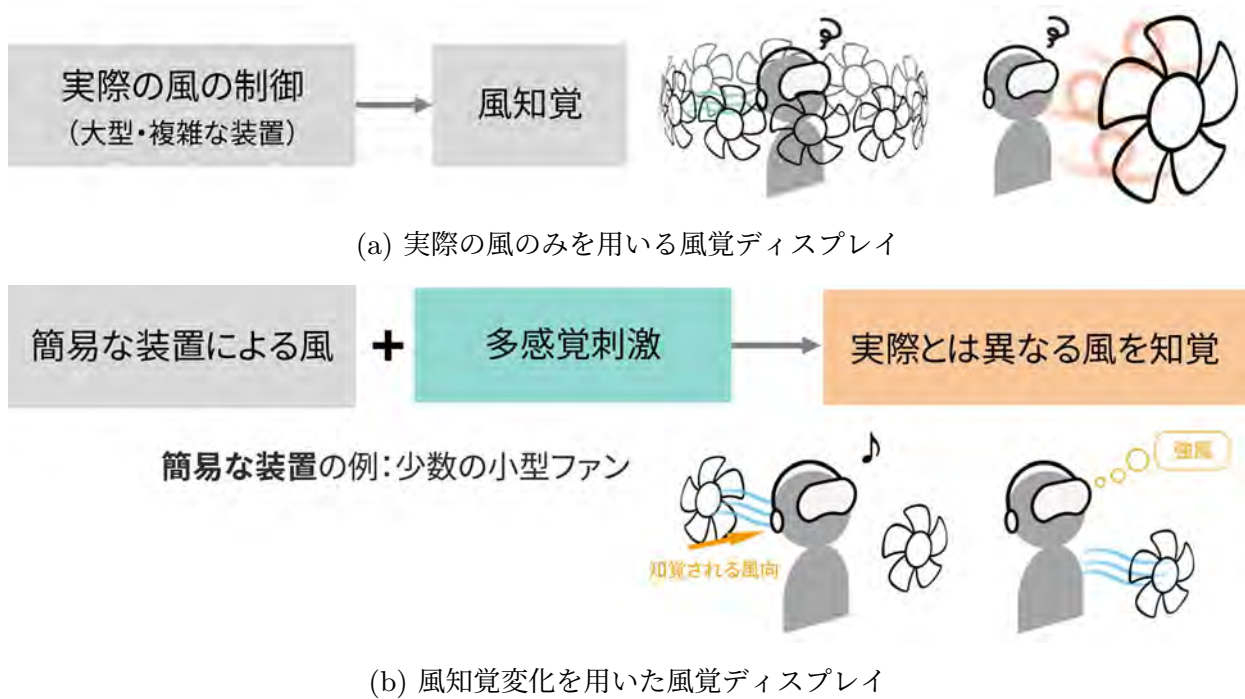 実際の風の制御
(大型・複雑な装置)
風知覚
(a) 実際の風のみを用いる風覚ディスプレイ
簡易な装置による風
+
多感覚刺激
実際とは異なる風を知覚
簡易な装置の例：少数の小型ファン
強風
知覚される風向
(b) 風知覚変化を用いた風覚ディスプレイ